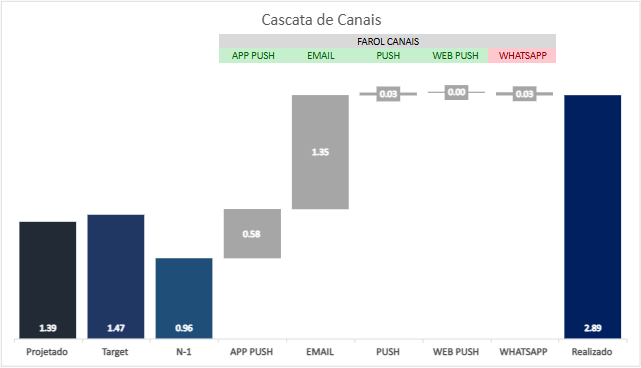 Cascata de Canais
FAROL CANAIS
APP PUSH EMAIL PUSH WEB PUSH WHATSAPP
0.03 0.00 0.03
1.35
0.58
1.39 1.47 0.96 2.89
Projetado Target N-1 APP PUSH EMAIL PUSH WEB PUSH WHATSAPP Realizado